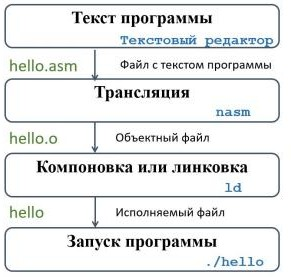 Текст программы
Текстовый редактор
hello.asm Файл с текстом программы
Трансляция
nasm
hello.o Объектный файл
Компоновка или линковка
ld
hello Исполняемый файл
Запуск программы
./hello